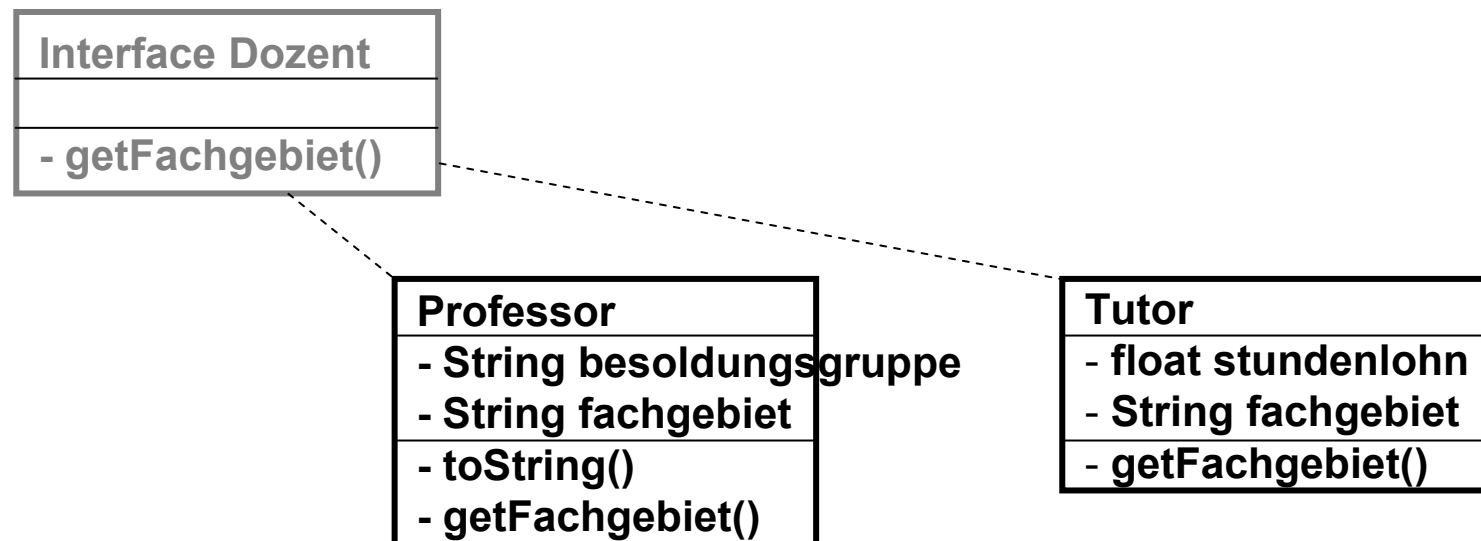 Interface Dozent
- getFachgebiet()
Professor
- String besoldungsgruppe
- String fachgebiet
- toString()
- getFachgebiet()
Tutor
- float stundenlohn
- String fachgebiet
- getFachgebiet()